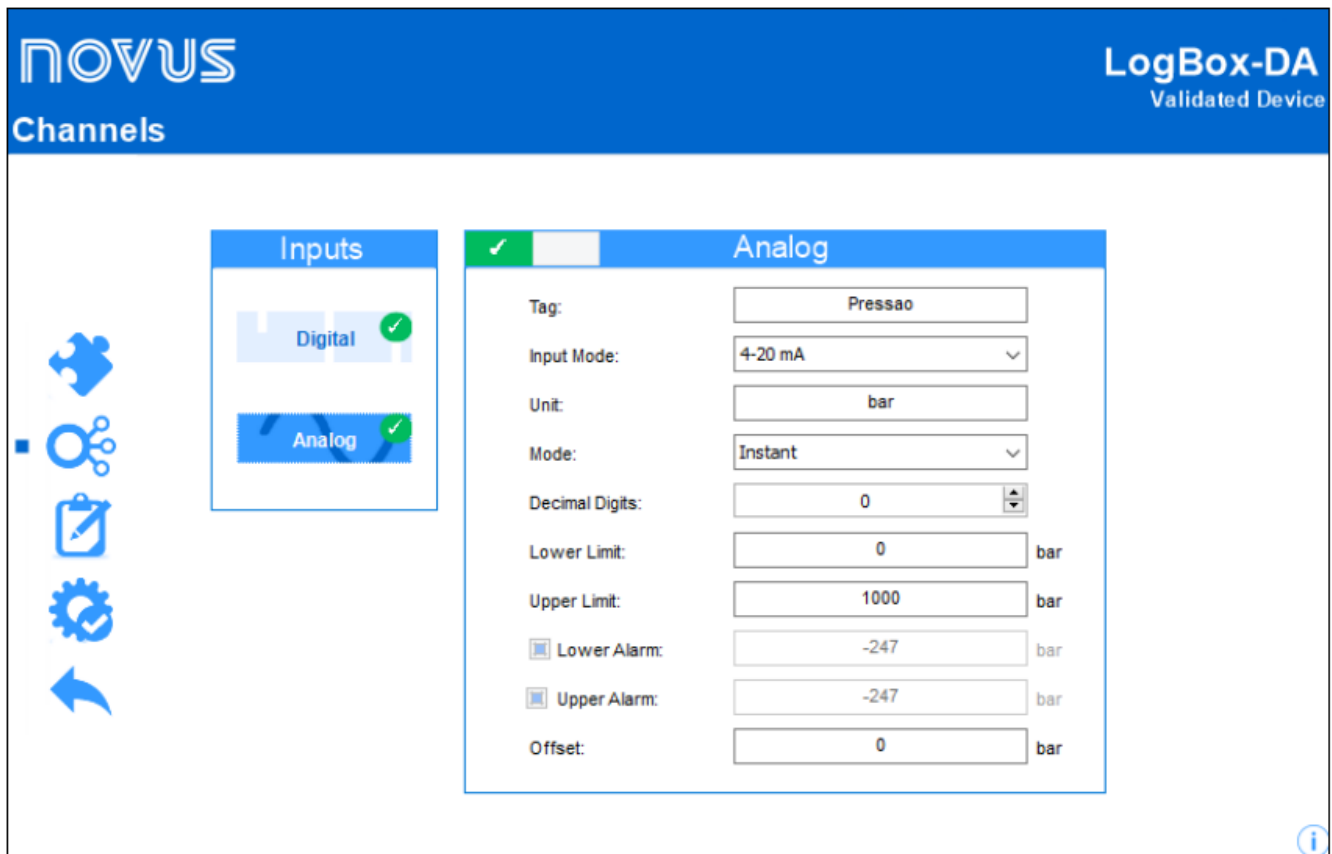 NOVUS
LogBox-DA
Validated Device
Channels
Inputs
Digital
Analog
Analog
Tag: Pressao
Input Mode: 4-20 mA
Unit: bar
Mode: Instant
Decimal Digits: 0
Lower Limit: 0 bar
Upper Limit: 1000 bar
Lower Alarm: -247 bar
Upper Alarm: -247 bar
Offset: 0 bar
i